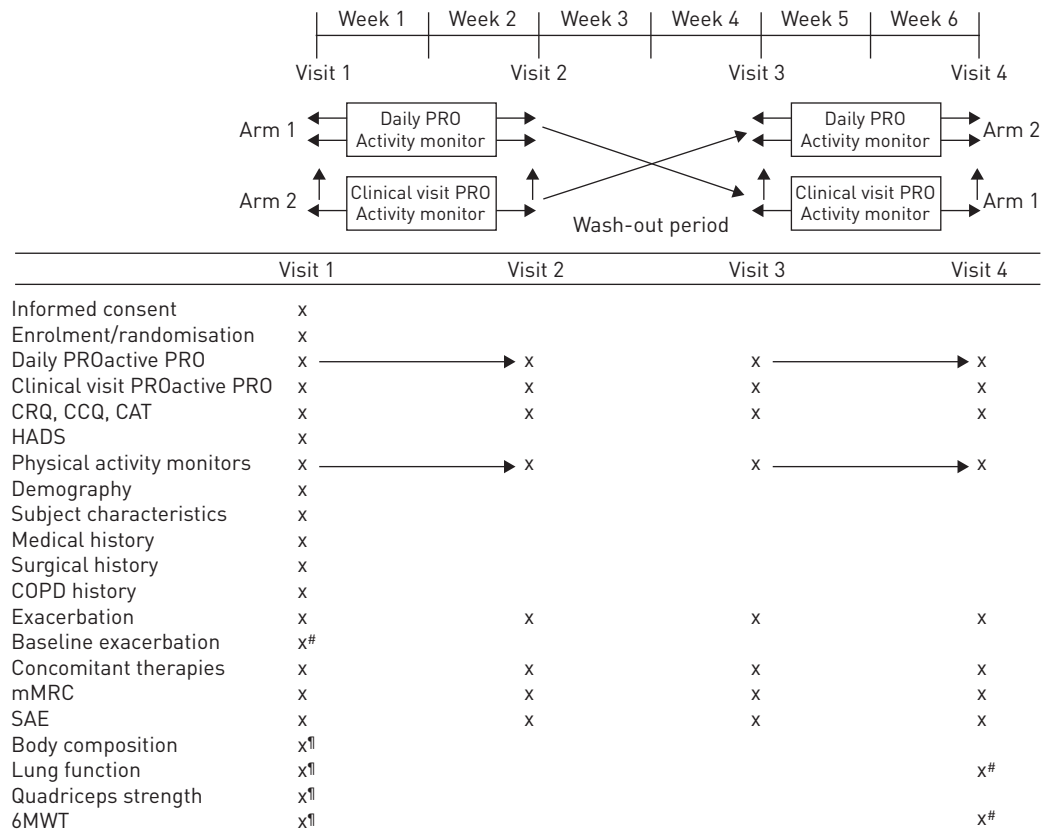 Week 1 Week 2 Week 3 Week 4 Week 5 Week 6
Visit 1 Visit 2 Visit 3 Visit 4
Arm 1 Daily PRO Activity monitor Daily PRO Activity monitor Arm 2
Arm 2 Clinical visit PRO Activity monitor Clinical visit PRO Activity monitor Arm 1
Wash-out period
Visit 1 Visit 2 Visit 3 Visit 4
Informed consent x
Enrolment/randomisation x
Daily PROactive PRO x x x x
Clinical visit PROactive PRO x x x x
CRQ, CCQ, CAT x x x x
HADS x
Physical activity monitors x x x x
Demography x
Subject characteristics x
Medical history x
Surgical history x
COPD history x
Exacerbation x x x x
Baseline exacerbation x#
Concomitant therapies x x x x
mMRC x x x x
SAE x x x x
Body composition x¶
Lung function x¶ x#
Quadriceps strength x¶
6MWT x¶ x#